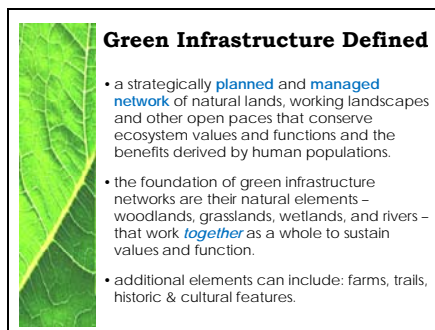 Green Infrastructure Defined
• a strategically planned and managed
network of natural lands, working landscapes
and other open paces that conserve
ecosystem values and functions and the
benefits derived by human populations.
• the foundation of green infrastructure
networks are their natural elements –
woodlands, grasslands, wetlands, and rivers –
that work together as a whole to sustain
values and function.
• additional elements can include: farms, trails,
historic & cultural features.